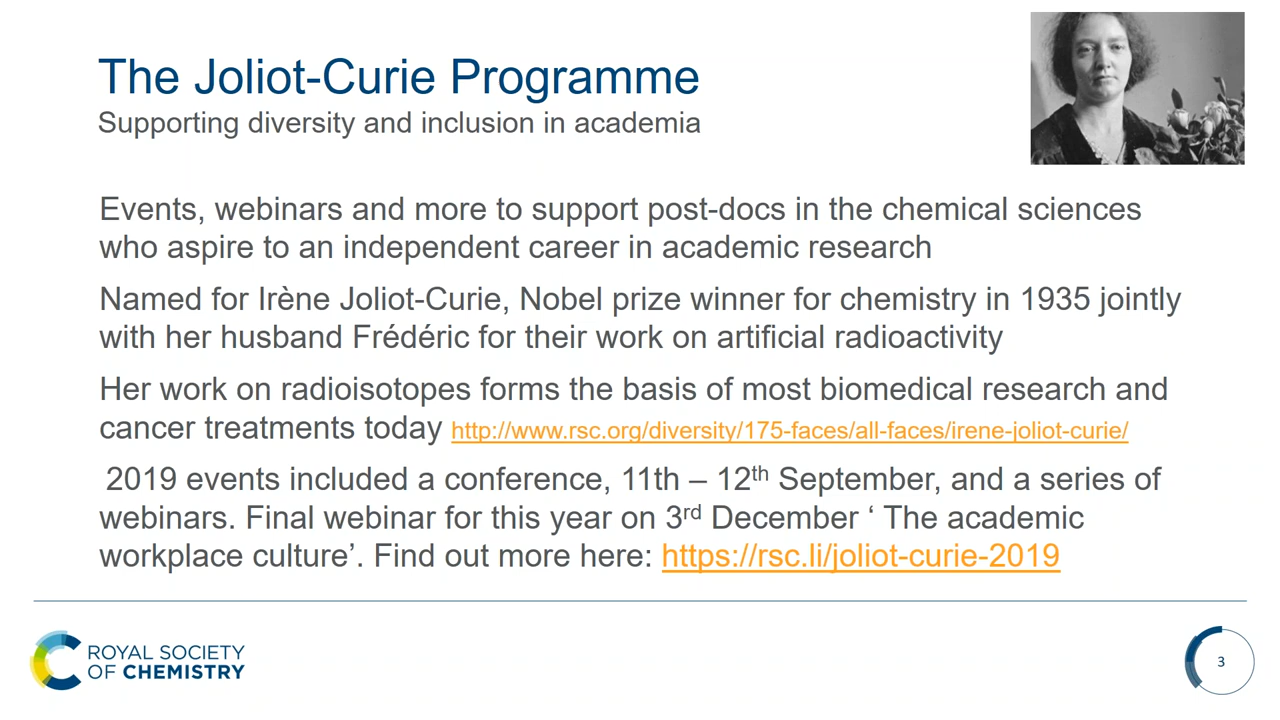 The Joliot-Curie Programme
Supporting diversity and inclusion in academia
Events, webinars and more to support post-docs in the chemical sciences
who aspire to an independent career in academic research
Named for Irène Joliot-Curie, Nobel prize winner for chemistry in 1935 jointly
with her husband Frédéric for their work on artificial radioactivity
Her work on radioisotopes forms the basis of most biomedical research and
cancer treatments today http://www.rsc.org/diversity/175-faces/all-faces/irene-joliot-curie/
2019 events included a conference, 11th – 12th September, and a series of
webinars. Final webinar for this year on 3rd December ‘ The academic
workplace culture’. Find out more here: https://rsc.li/joliot-curie-2019
ROYAL SOCIETY
OF CHEMISTRY
3